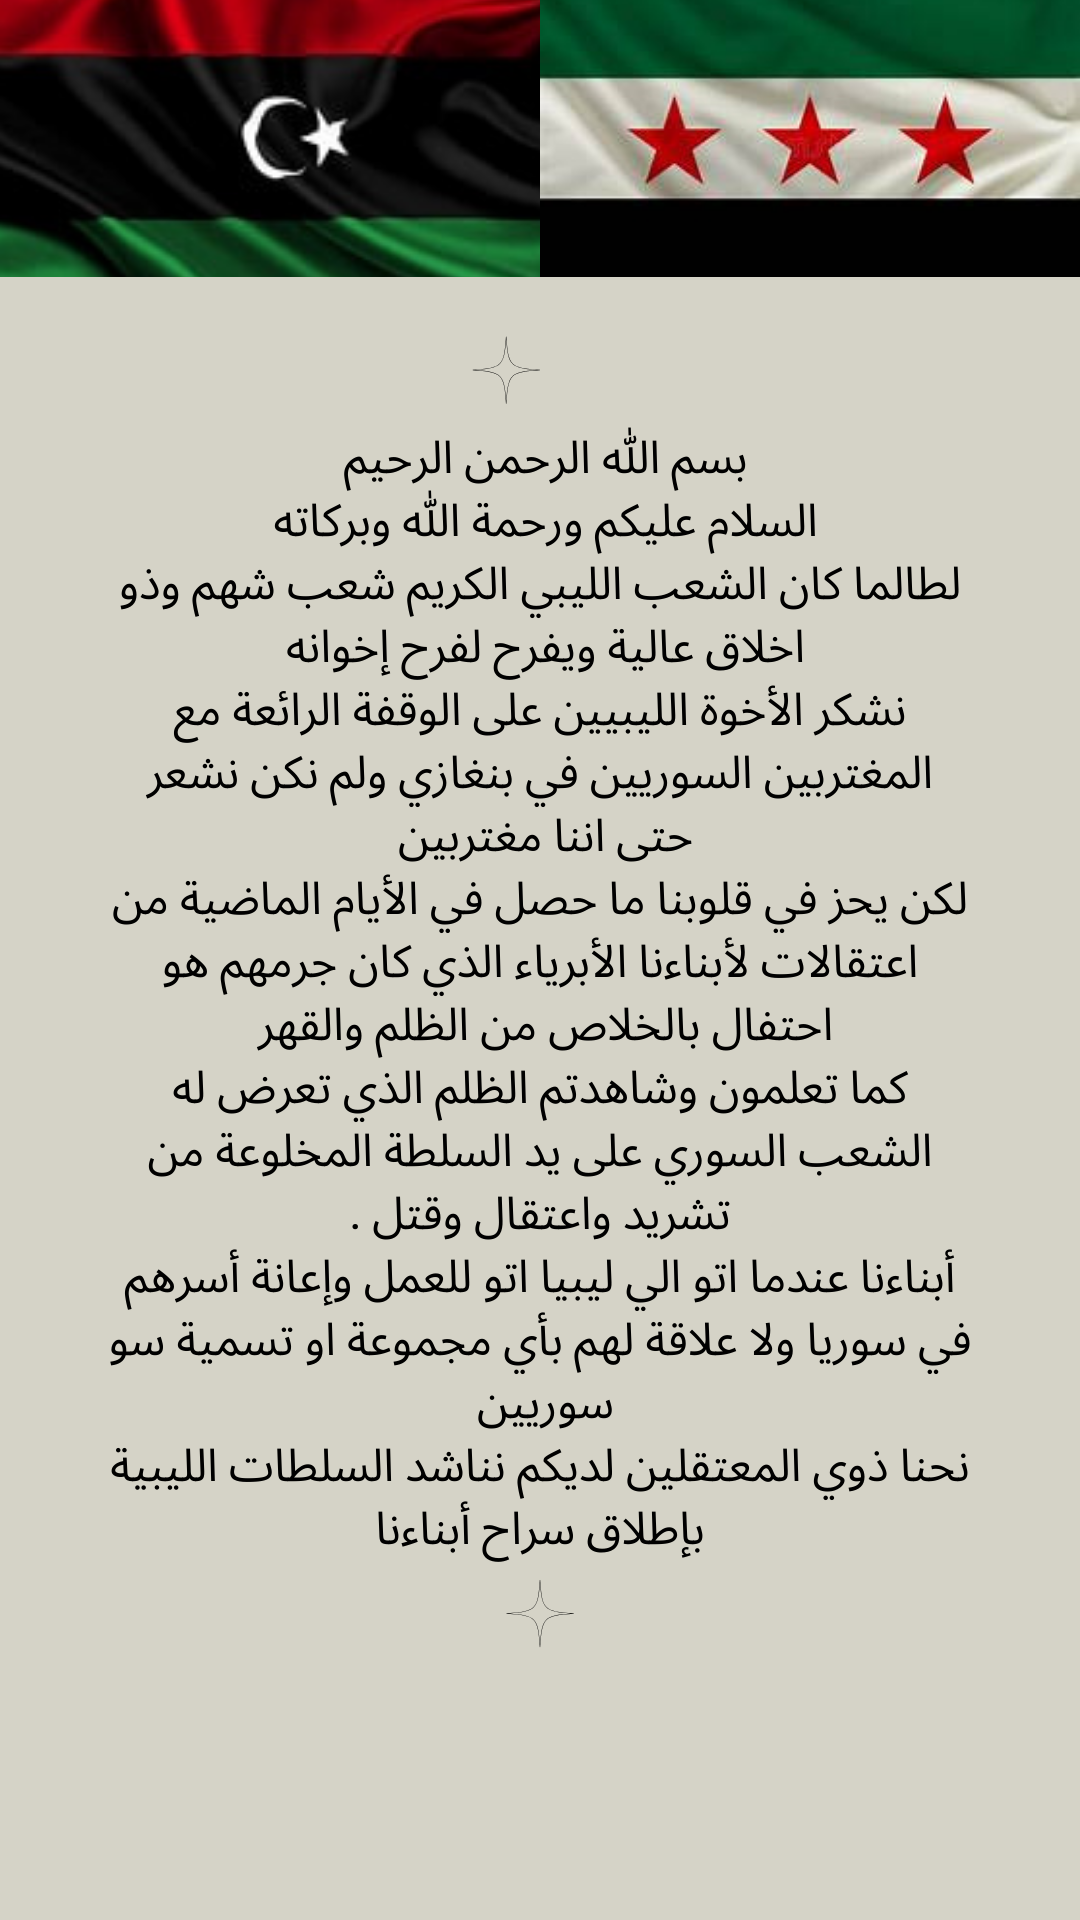 بسم الله الرحمن الرحيم
السلام عليكم ورحمة الله وبركاته
لطالما كان الشعب الليبي الكريم شعب شهم وذو
اخلاق عالية ويفرح لفرح إخوانه
نشكر الأخوة الليبيين على الوقفة الرائعة مع
المغتربين السوريين في بنغازي ولم نكن نشعر
حتى اننا مغتربين
لكن يحز في قلوبنا ما حصل في الأيام الماضية من
اعتقالات لأبناءنا الأبرياء الذي كان جرمهم هو
احتفال بالخلاص من الظلم والقهر
كما تعلمون وشاهدتم الظلم الذي تعرض له
الشعب السوري على يد السلطة المخلوعة من
تشريد واعتقال وقتل .
أبناءنا عندما اتو الي ليبيا اتو للعمل وإعانة أسرهم
في سوريا ولا علاقة لهم بأي مجموعة او تسمية سو
سوريين
نحنا ذوي المعتقلين لديكم نناشد السلطات الليبية
بإطلاق سراح أبناءنا